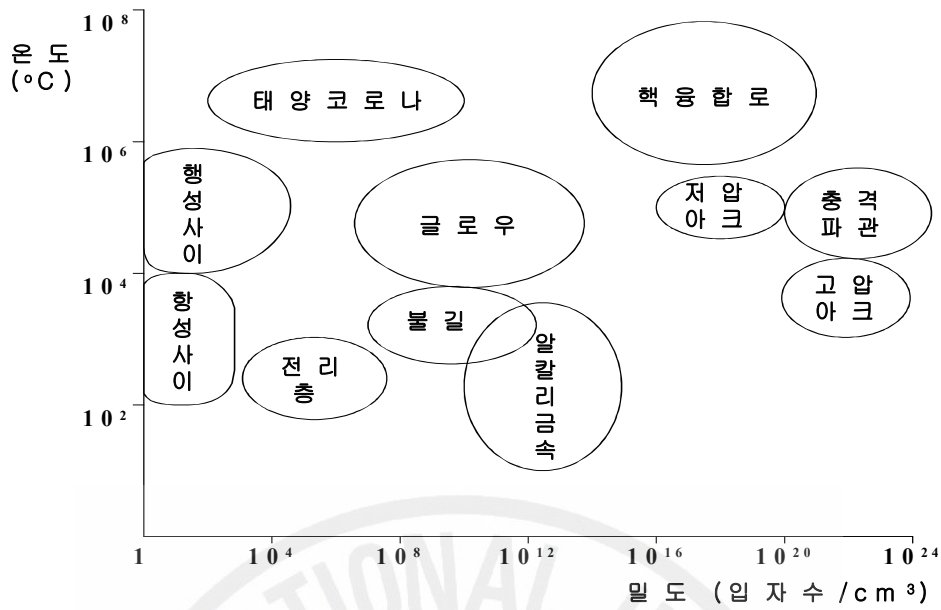 10⁸
온 도
(°C)
태 양 코 로 나
핵 융 합 로
10⁶
행
성
사
이
글 로 우
저 압
아 크
충 격
파 관
10⁴
항
성
사
이
불 길
고 압
아 크
알
칼
리
금
속
전 리
층
10²
1
10⁴
10⁸
10¹²
10¹⁶
10²⁰
10²⁴
밀 도 (입 자 수 /cm³)
TIONAL